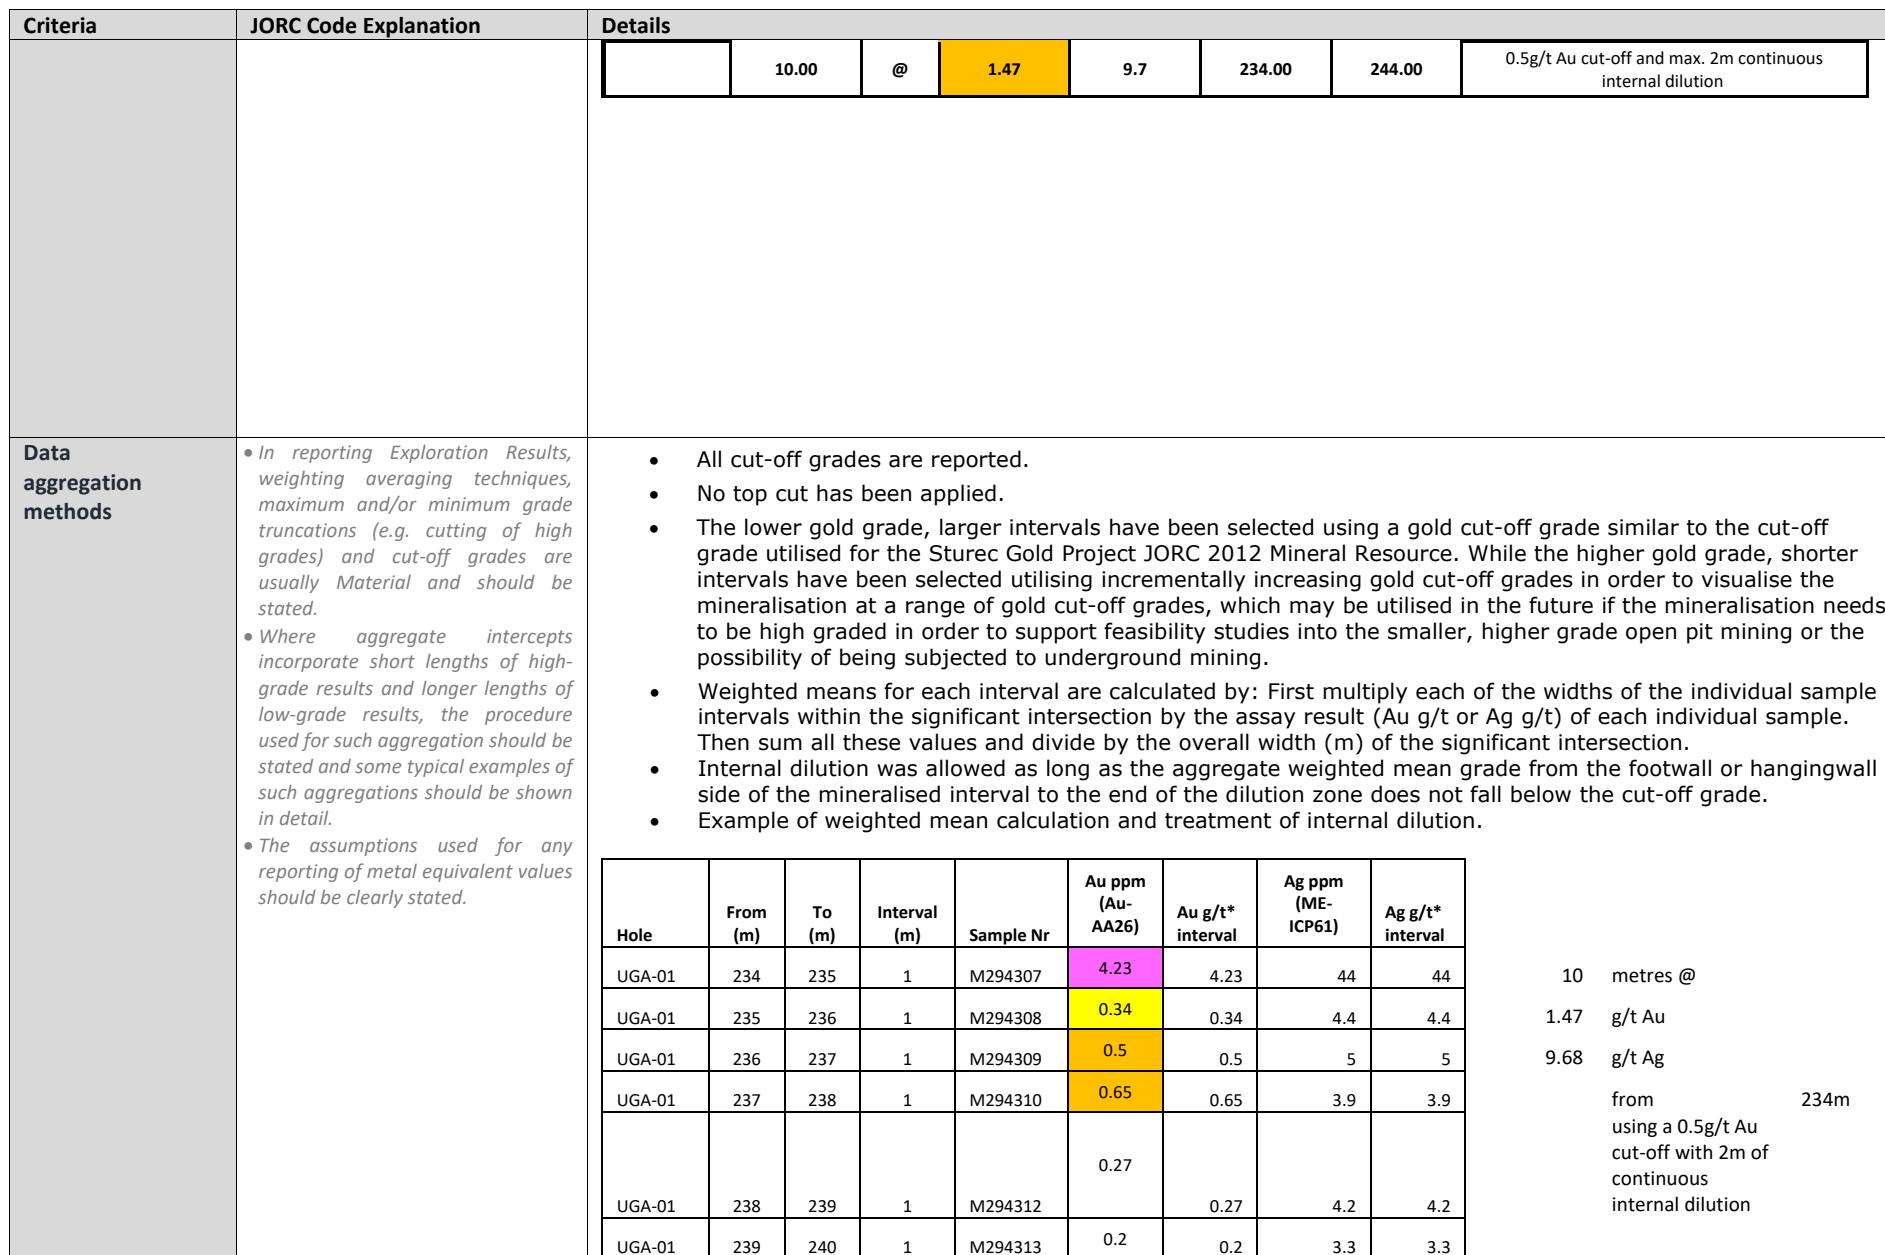 Criteria JORC Code Explanation Details
10.00 @ 1.47 9.7 234.00 244.00 0.5g/t Au cut-off and max. 2m continuous
internal dilution
Data
aggregation
methods
• In reporting Exploration Results,
weighting averaging techniques,
maximum and/or minimum grade
truncations (e.g. cutting of high
grades) and cut-off grades are
usually Material and should be
stated.
• Where aggregate intercepts
incorporate short lengths of high-
grade results and longer lengths of
low-grade results, the procedure
used for such aggregation should be
stated and some typical examples of
such aggregations should be shown
in detail.
• The assumptions used for any
reporting of metal equivalent values
should be clearly stated.
• All cut-off grades are reported.
• No top cut has been applied.
• The lower gold grade, larger intervals have been selected using a gold cut-off grade similar to the cut-off
grade utilised for the Sturec Gold Project JORC 2012 Mineral Resource. While the higher gold grade, shorter
intervals have been selected utilising incrementally increasing gold cut-off grades in order to visualise the
mineralisation at a range of gold cut-off grades, which may be utilised in the future if the mineralisation needs
to be high graded in order to support feasibility studies into the smaller, higher grade open pit mining or the
possibility of being subjected to underground mining.
• Weighted means for each interval are calculated by: First multiply each of the widths of the individual sample
intervals within the significant intersection by the assay result (Au g/t or Ag g/t) of each individual sample.
Then sum all these values and divide by the overall width (m) of the significant intersection.
• Internal dilution was allowed as long as the aggregate weighted mean grade from the footwall or hangingwall
side of the mineralised interval to the end of the dilution zone does not fall below the cut-off grade.
• Example of weighted mean calculation and treatment of internal dilution.
Hole From (m) To (m) Interval (m) Sample Nr Au ppm (Au-AA26) Au g/t* interval Ag ppm (ME-ICP61) Ag g/t* interval
UGA-01 234 235 1 M294307 4.23 4.23 44 44
UGA-01 235 236 1 M294308 0.34 0.34 4.4 4.4
UGA-01 236 237 1 M294309 0.5 0.5 5 5
UGA-01 237 238 1 M294310 0.65 0.65 3.9 3.9
UGA-01 238 239 1 M294312 0.27 0.27 4.2 4.2
UGA-01 239 240 1 M294313 0.2 0.2 3.3 3.3
10 metres @
1.47 g/t Au
9.68 g/t Ag
from 234m
using a 0.5g/t Au
cut-off with 2m of
continuous
internal dilution